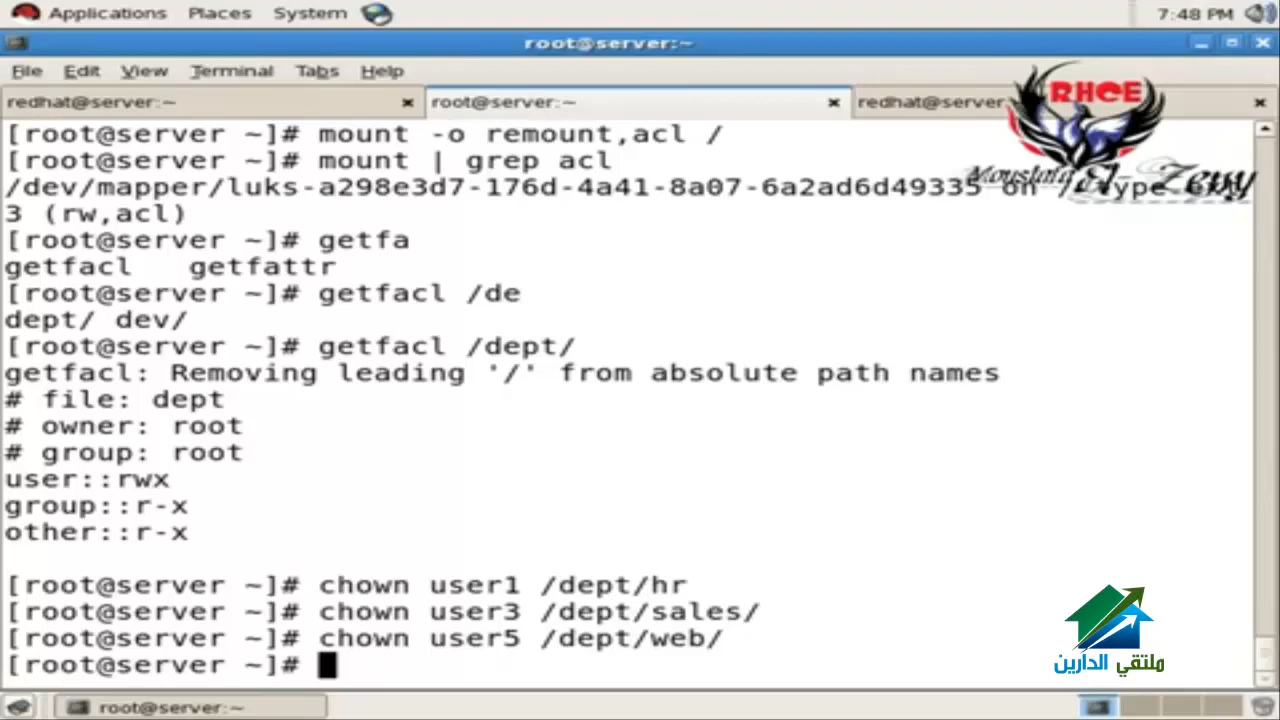 Applications Places System 7:48 PM
root@server:~
File Edit View Terminal Tabs Help
redhat@server:~ root@server:~ redhat@server:
RHCE
[root@server ~]# mount -o remount,acl /
[root@server ~]# mount | grep acl
/dev/mapper/luks-a298e3d7-176d-4a41-8a07-6a2ad6d49335 on / type
3 (rw,acl)
[root@server ~]# getfa
getfacl getfattr
[root@server ~]# getfacl /de
dept/ dev/
[root@server ~]# getfacl /dept/
getfacl: Removing leading '/' from absolute path names
# file: dept
# owner: root
# group: root
user::rwx
group::r-x
other::r-x
[root@server ~]# chown user1 /dept/hr
[root@server ~]# chown user3 /dept/sales/
[root@server ~]# chown user5 /dept/web/
[root@server ~]#
ملتقي الدارين
root@server:~